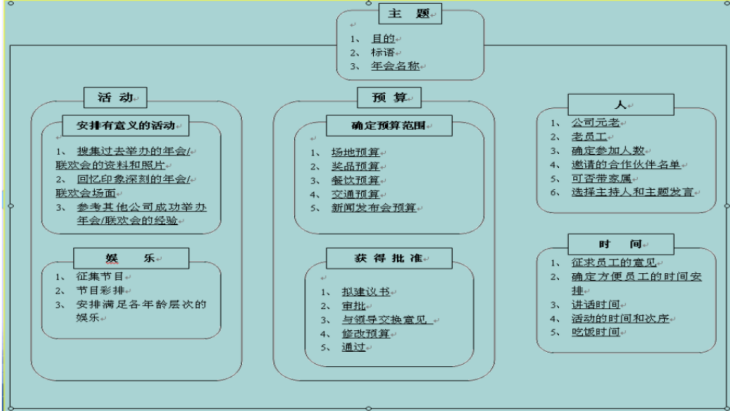 主 题
1、 目的
2、 标语
3、 年会名称
活 动
安排有意义的活动
1、 搜集过去举办的年会/
联欢会的资料和照片
2、 回忆印象深刻的年会/
联欢会场面
3、 参考其他公司成功举办
年会/联欢会的经验
娱 乐
1、 征集节目
2、 节目彩排
3、 安排满足各年龄层次的
娱乐
预 算
确定预算范围
1、 场地预算
2、 奖品预算
3、 餐饮预算
4、 交通预算
5、 新闻发布会预算
获 得 批 准
1、 拟建议书
2、 审批
3、 与领导交换意见
4、 修改预算
5、 通过
人
1、 公司元老
2、 老员工
3、 确定参加人数
4、 邀请的合作伙伴名单
5、 可否带家属
6、 选择主持人和主题发言
时 间
1、 征求员工的意见
2、 确定方便员工的时间安
排
3、 讲话时间
4、 活动的时间和次序
5、 吃饭时间